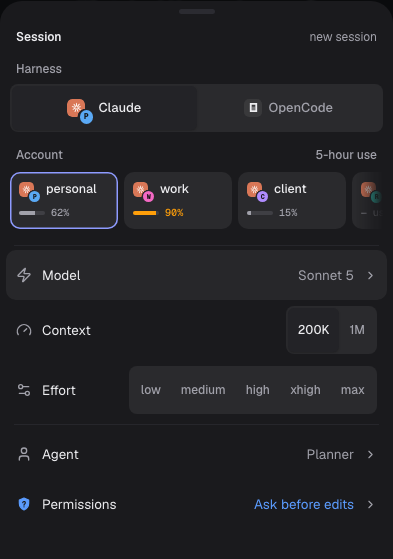 Session new session
Harness
P Claude OpenCode
Account 5-hour use
P personal W work C client
62% 90% 15%
Model Sonnet 5
Context 200K 1M
Effort low medium high xhigh max
Agent Planner
? Permissions Ask before edits